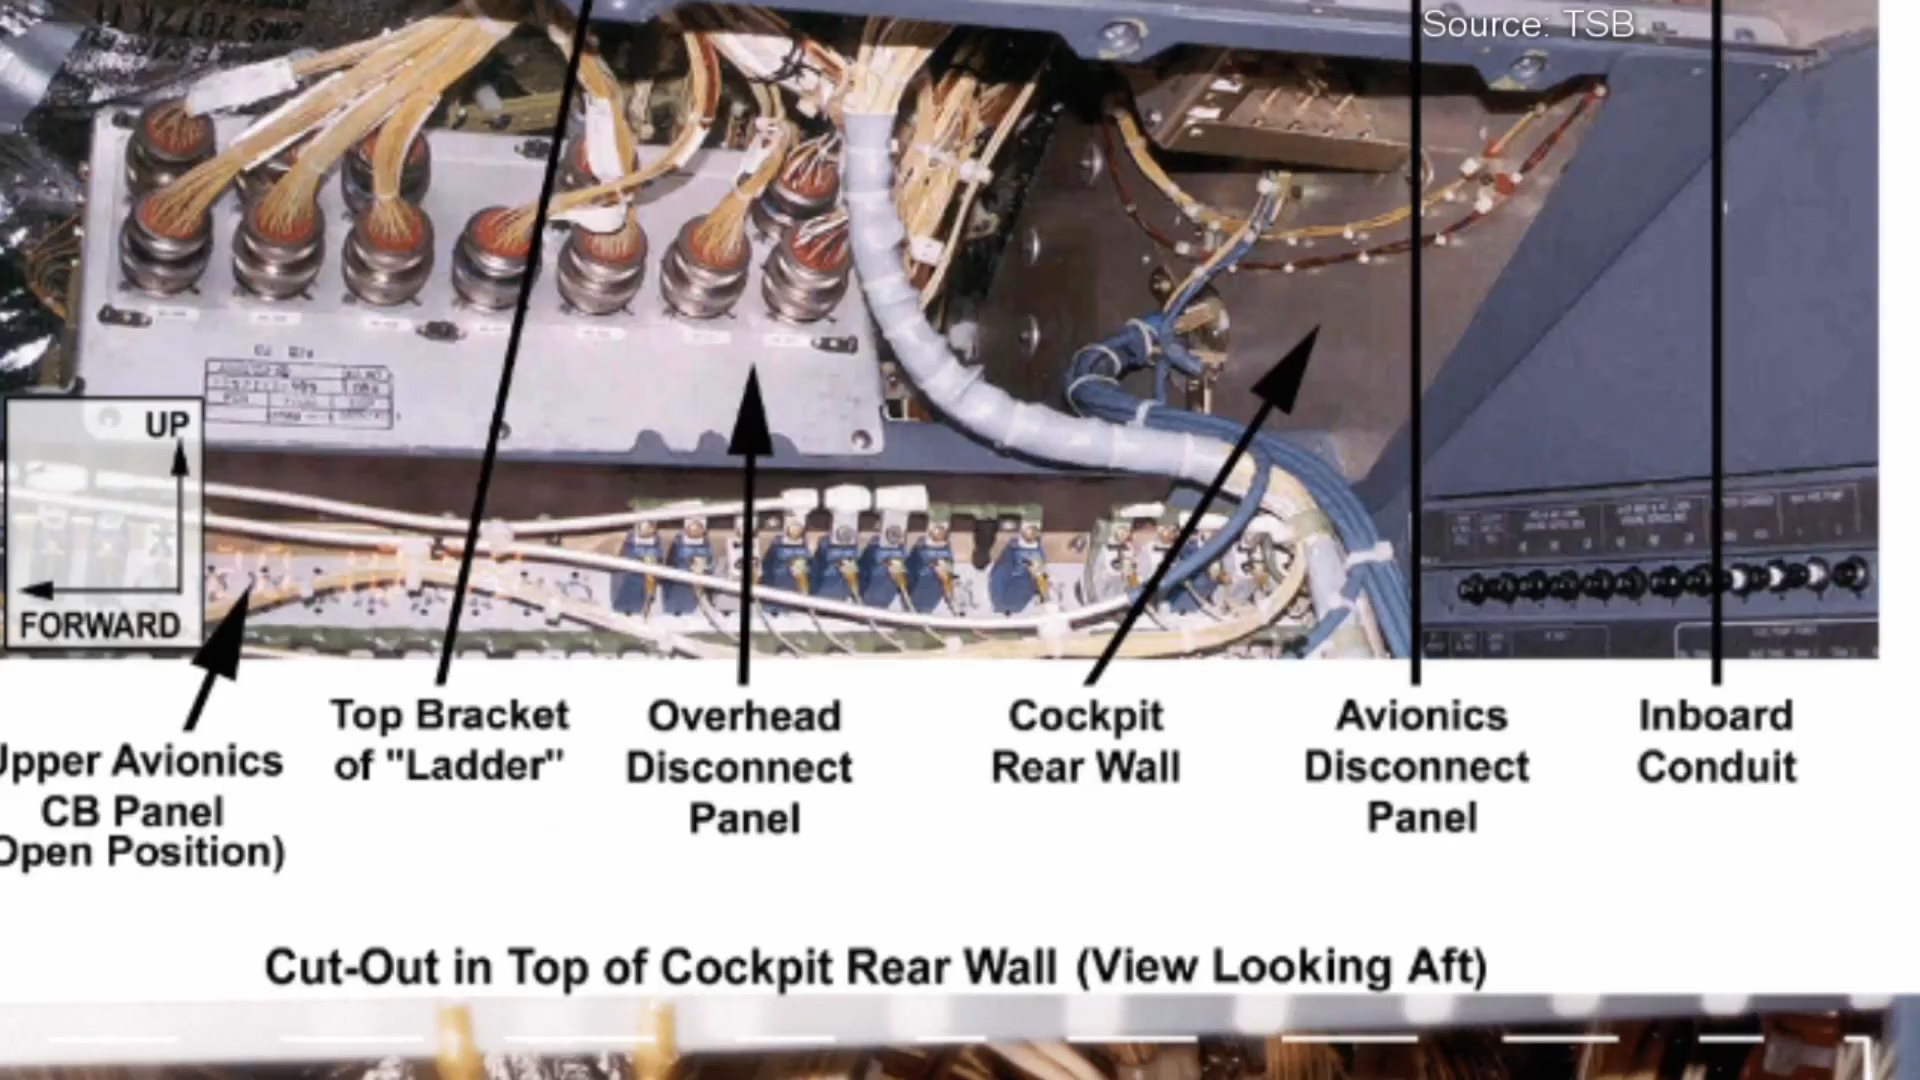 Source: TSB
UP
FORWARD
Upper Avionics
CB Panel
Open Position)
Top Bracket
of "Ladder"
Overhead
Disconnect
Panel
Cockpit
Rear Wall
Avionics
Disconnect
Panel
Inboard
Conduit
Cut-Out in Top of Cockpit Rear Wall (View Looking Aft)